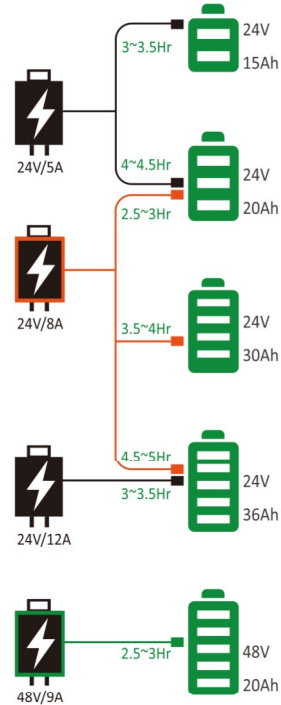 24V
3~3.5Hr
15Ah
4~4.5Hr
24V/5A
24V
2.5~3Hr
20Ah
24V/8A
3.5~4Hr
24V
30Ah
4.5~5Hr
24V
3~3.5Hr
36Ah
24V/12A
2.5~3Hr
48V
20Ah
48V/9A